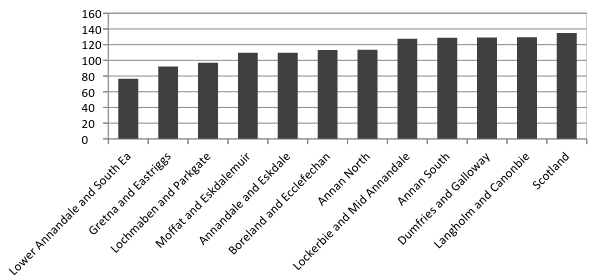 160
140
120
100
80
60
40
20
0
Lower Annandale and South Ea
Gretna and Eastriggs
Lochmaben and Parkgate
Moffat and Eskdalemuir
Annandale and Eskdale
Boreland and Ecclefechan
Annan North
Lockerbie and Mid Annandale
Annan South
Dumfries and Galloway
Langholm and Canonbie
Scotland